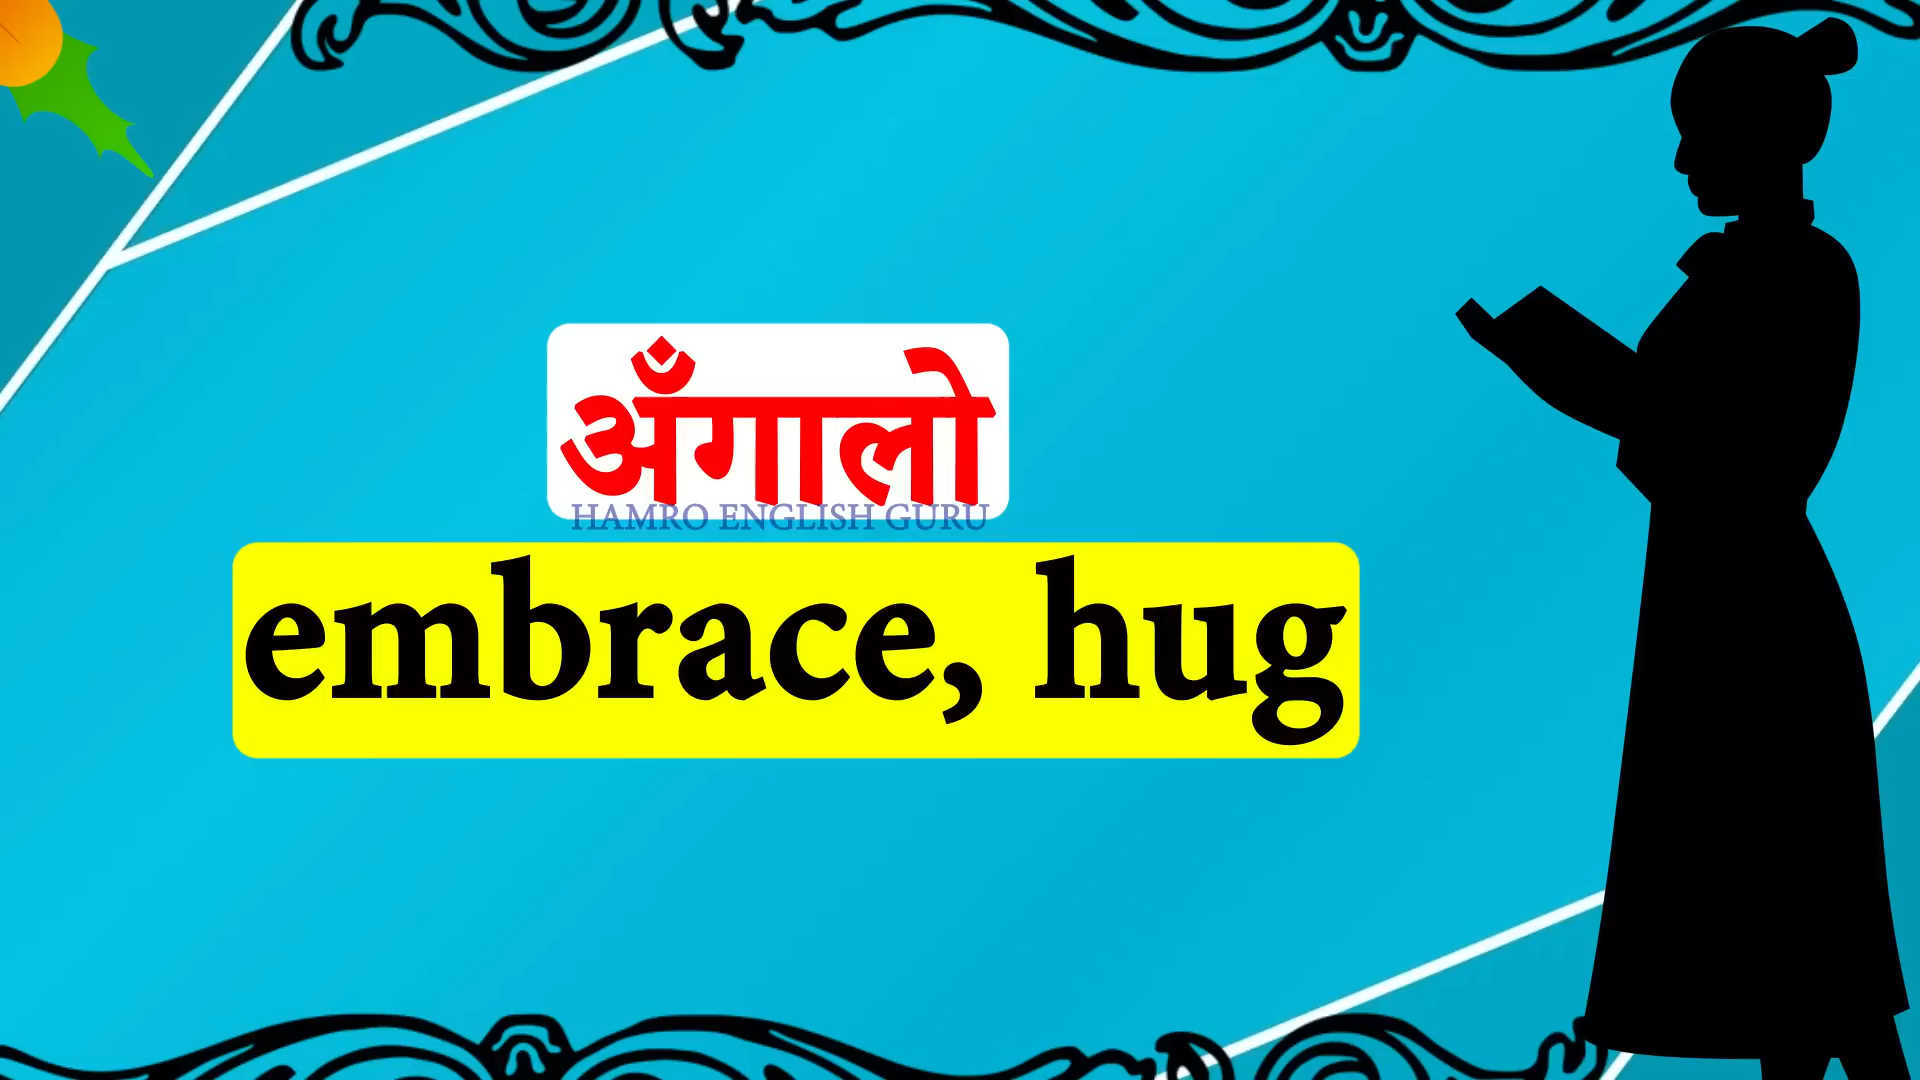 अँगालो
HAMRO ENGLISH GURU
embrace, hug